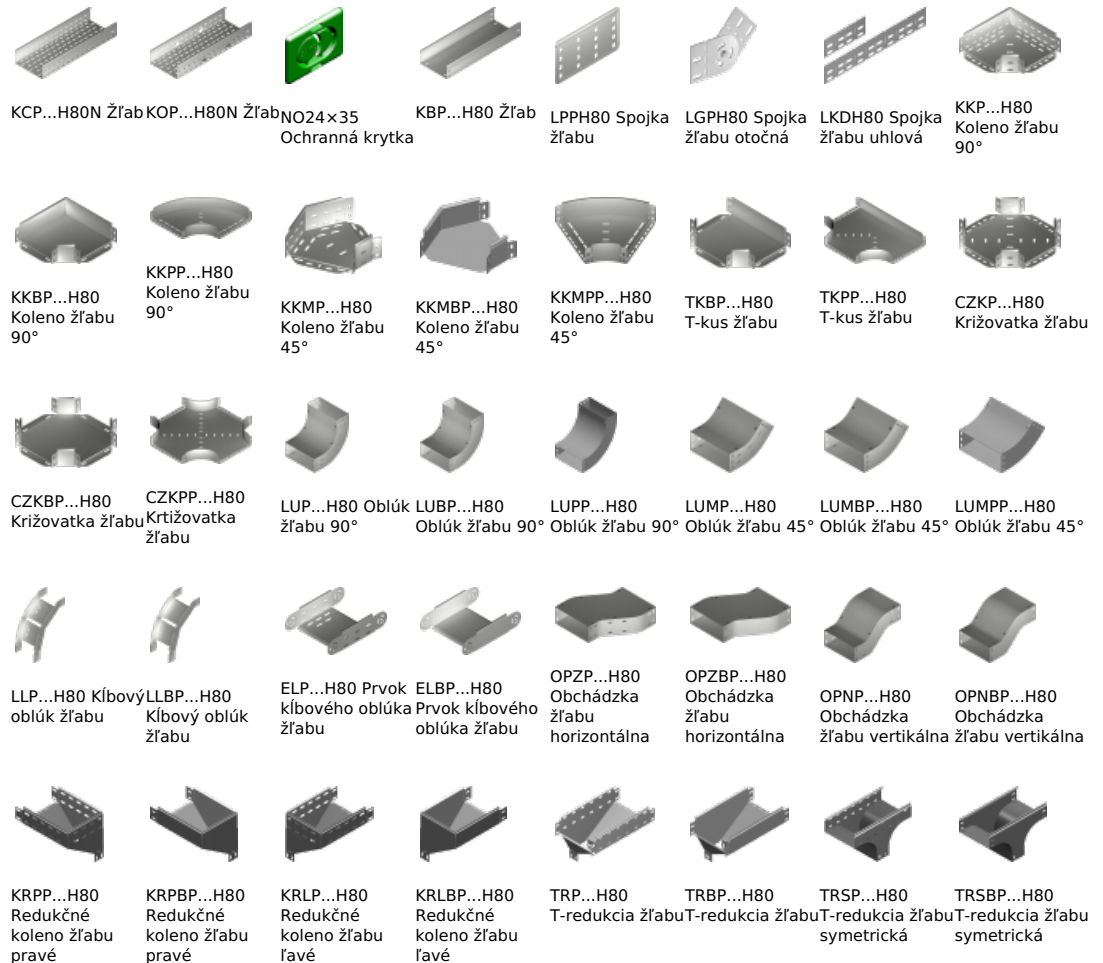 KCP...H80N Žľab
KOP...H80N Žľab
NO24×35
Ochranná krytka
KBP...H80 Žľab
LPPH80 Spojka
žľabu
LGPH80 Spojka
žľabu otočná
LKDH80 Spojka
žľabu uhlová
KKP...H80
Koleno žľabu
90°
KKBP...H80
Koleno žľabu
90°
KKPP...H80
Koleno žľabu
90°
KKMP...H80
Koleno žľabu
45°
KKMBP...H80
Koleno žľabu
45°
KKMPP...H80
Koleno žľabu
45°
TKBP...H80
T-kus žľabu
TKPP...H80
T-kus žľabu
CZKP...H80
Križovatka žľabu
CZKBP...H80
Križovatka žľabu
CZKPP...H80
Krtižovatka
žľabu
LUP...H80 Oblúk
žľabu 90°
LUBP...H80
Oblúk žľabu 90°
LUPP...H80
Oblúk žľabu 90°
LUMP...H80
Oblúk žľabu 45°
LUMBP...H80
Oblúk žľabu 45°
LUMPP...H80
Oblúk žľabu 45°
LLP...H80 Kĺbový
oblúk žľabu
LLBP...H80
Kĺbový oblúk
žľabu
ELP...H80 Prvok
kĺbového oblúka
žľabu
ELBP...H80
Prvok kĺbového
oblúka žľabu
OPZP...H80
Obchádzka
žľabu
horizontálna
OPZBP...H80
Obchádzka
žľabu
horizontálna
OPNP...H80
Obchádzka
žľabu vertikálna
OPNBP...H80
Obchádzka
žľabu vertikálna
KRPP...H80
Redukčné
koleno žľabu
pravé
KRPBP...H80
Redukčné
koleno žľabu
pravé
KRLP...H80
Redukčné
koleno žľabu
ľavé
KRLBP...H80
Redukčné
koleno žľabu
ľavé
TRP...H80
T-redukcia žľabu
TRBP...H80
T-redukcia žľabu
TRSP...H80
T-redukcia žľabu
symetrická
TRSBP...H80
T-redukcia žľabu
symetrická